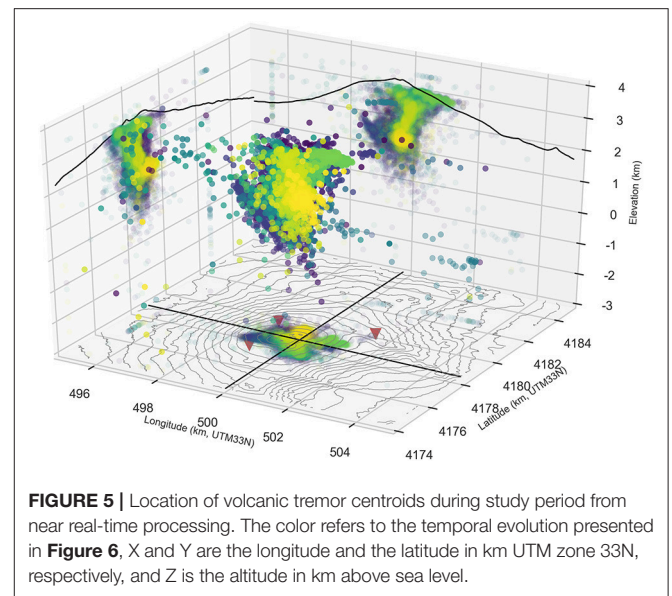 4
3
2
1
0
-1
-2
-3
Elevation (km)
496
498
500
502
504
Longitude (km, UTM33N)
4174
4176
4178
4180
4182
4184
Latitude (km, UTM33N)
FIGURE 5 | Location of volcanic tremor centroids during study period from
near real-time processing. The color refers to the temporal evolution presented
in Figure 6, X and Y are the longitude and the latitude in km UTM zone 33N,
respectively, and Z is the altitude in km above sea level.